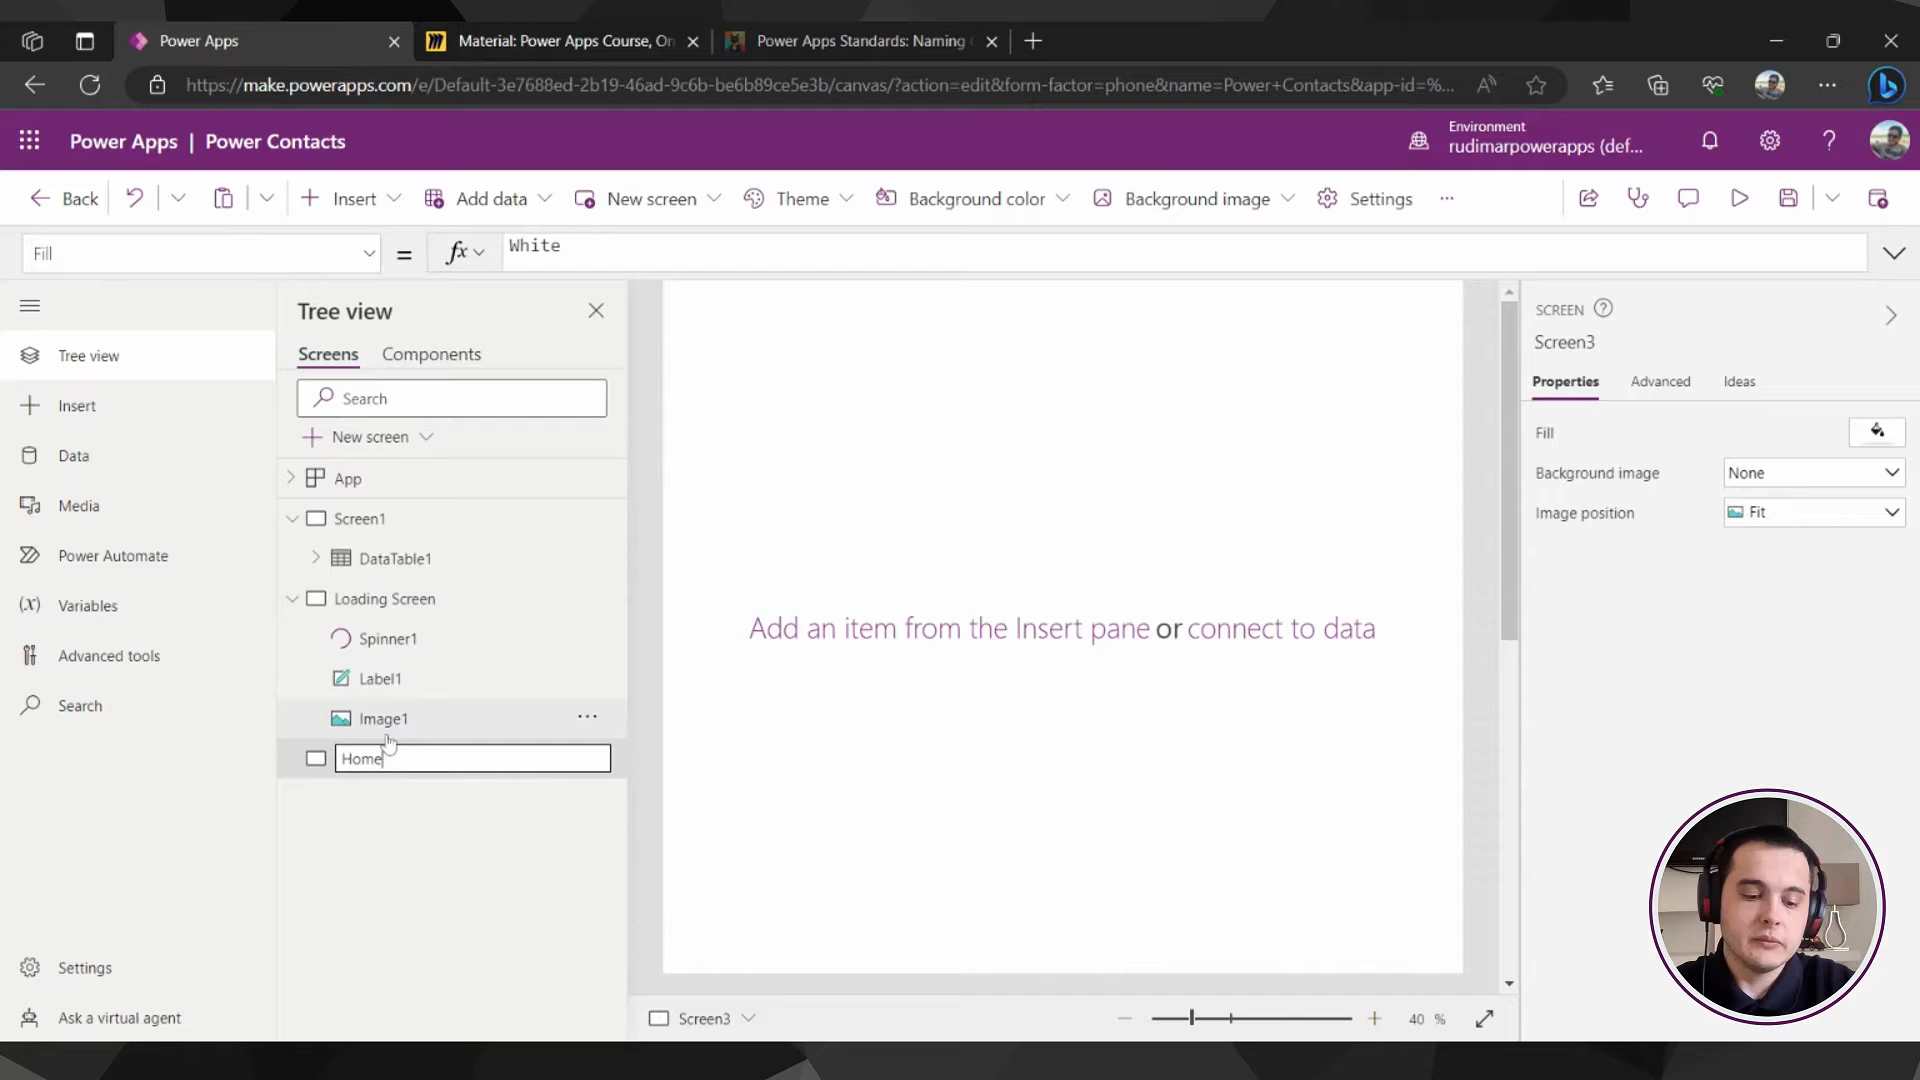 Power Apps
Material: Power Apps Course, On
Power Apps Standards: Naming
https://make.powerapps.com/e/Default-3e7688ed-2b19-46ad-9c6b-be6b89ce5e3b/canvas/?action=edit&form-factor=phone&name=Power+Contacts&app-id=%...
Power Apps | Power Contacts
Environment
rudimarpowerapps (def...
Back
Insert
Add data
New screen
Theme
Background color
Background image
Settings
Fill
=
fx
White
Tree view
Insert
Data
Media
Power Automate
(x) Variables
Advanced tools
Search
Settings
Ask a virtual agent
Tree view
Screens
Components
Search
New screen
App
Screen1
DataTable1
Loading Screen
Spinner1
Label1
Image1
Home
Add an item from the Insert pane or connect to data
Screen3
40 %
SCREEN
Screen3
Properties
Advanced
Ideas
Fill
Background image
None
Image position
Fit